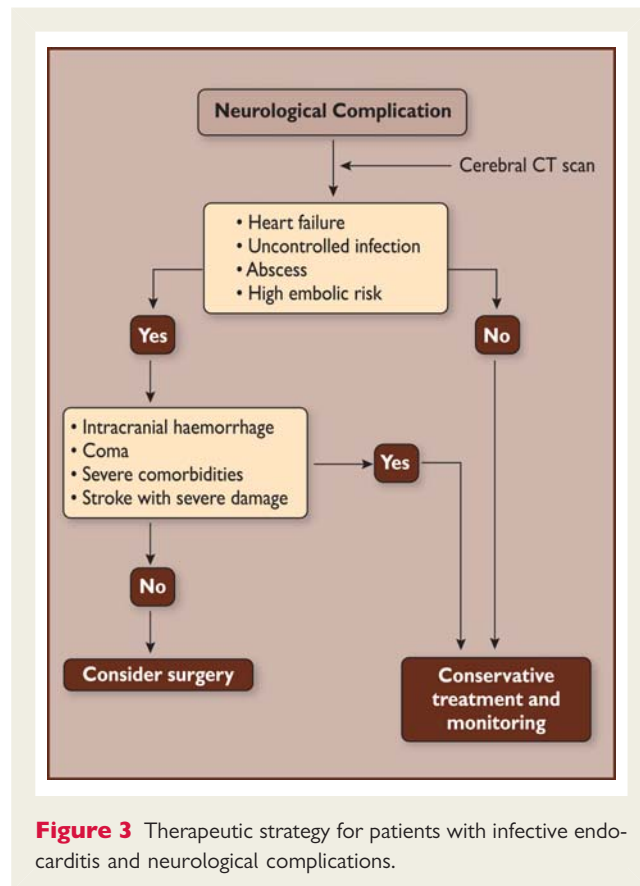 Neurological Complication
Cerebral CT scan
• Heart failure
• Uncontrolled infection
• Abscess
• High embolic risk
Yes
No
• Intracranial haemorrhage
• Coma
• Severe comorbidities
• Stroke with severe damage
Yes
No
Consider surgery
Conservative
treatment and
monitoring
Figure 3 Therapeutic strategy for patients with infective endo-
carditis and neurological complications.